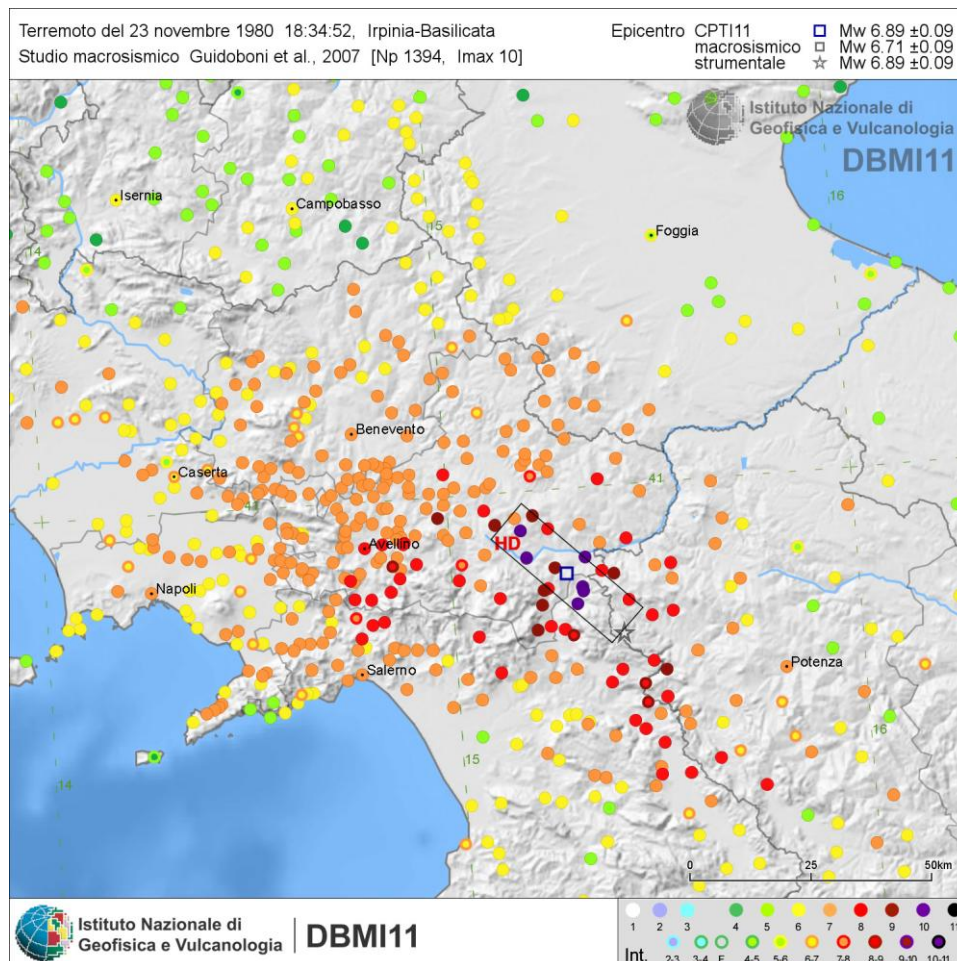 Terremoto del 23 novembre 1980 18:34:52, Irpinia-Basilicata
Studio macrosismico Guidoboni et al., 2007 [Np 1394, Imax 10]
Epicentro CPTI11 Mw 6.89 ±0.09
macrosismico Mw 6.71 ±0.09
strumentale Mw 6.89 ±0.09
Istituto Nazionale di
Geofisica e Vulcanologia
DBMI11
Isernia
Campobasso
16
15
14
Foggia
Benevento
Caserta
41
41
Avellino
HD
Napoli
Salerno
Potenza
16
15
14
0 25 50km
Istituto Nazionale di
Geofisica e Vulcanologia
DBMI11
1 2 3 4 5 6 7 8 9 10 11
Int. 2-3 3-4 F 4-5 5-6 6-7 7-8 8-9 9-10 10-11